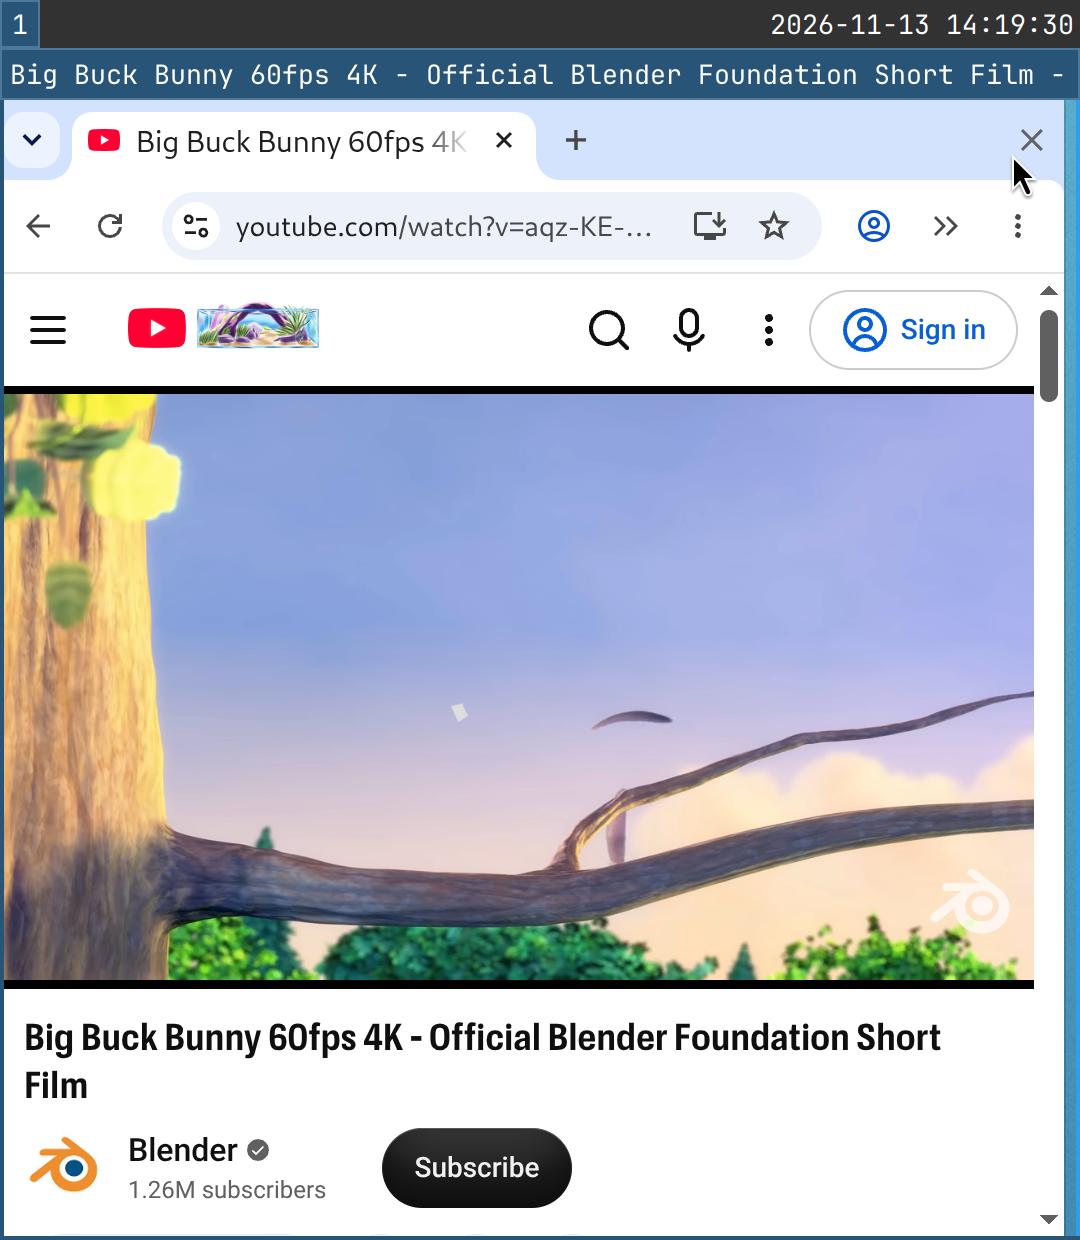 1
2026-11-13 14:19:30
Big Buck Bunny 60fps 4K - Official Blender Foundation Short Film -
Big Buck Bunny 60fps 4K
youtube.com/watch?v=aqz-KE-...
Sign in
Big Buck Bunny 60fps 4K - Official Blender Foundation Short
Film
Blender
1.26M subscribers
Subscribe